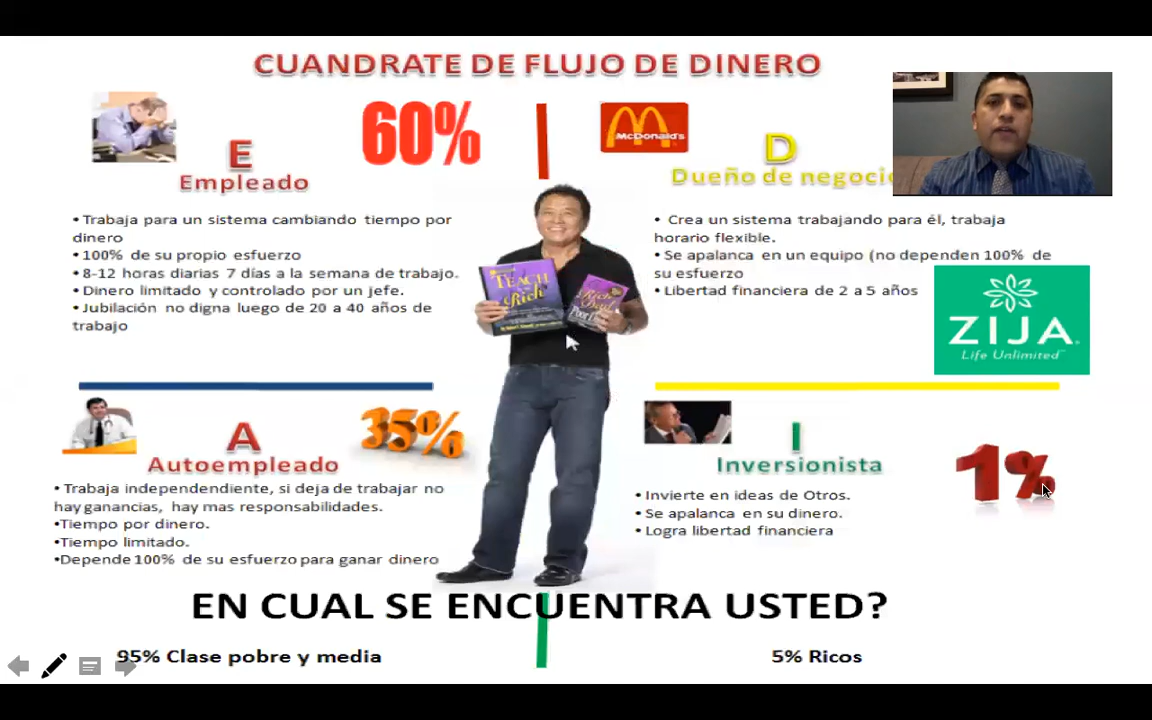 CUANDRATE DE FLUJO DE DINERO
E
Empleado
60%
• Trabaja para un sistema cambiando tiempo por
dinero
• 100% de su propio esfuerzo
• 8-12 horas diarias 7 días a la semana de trabajo.
• Dinero limitado y controlado por un jefe.
• Jubilación no digna luego de 20 a 40 años de
trabajo
McDonald's
D
Dueño de negocio
• Crea un sistema trabajando para él, trabaja
horario flexible.
• Se apalanca en un equipo (no dependen 100% de
su esfuerzo
• Libertad financiera de 2 a 5 años
ZIJA
Life Unlimited
TEACH
Rich
Rich
A
Autoempleado
35%
• Trabaja independendiente, si deja de trabajar no
hay ganancias, hay mas responsabilidades.
•Tiempo por dinero.
•Tiempo limitado.
•Depende 100% de su esfuerzo para ganar dinero
I
Inversionista
1%
• Invierte en ideas de Otros.
• Se apalanca en su dinero.
• Logra libertad financiera
EN CUAL SE ENCUENTRA USTED?
95% Clase pobre y media
5% Ricos